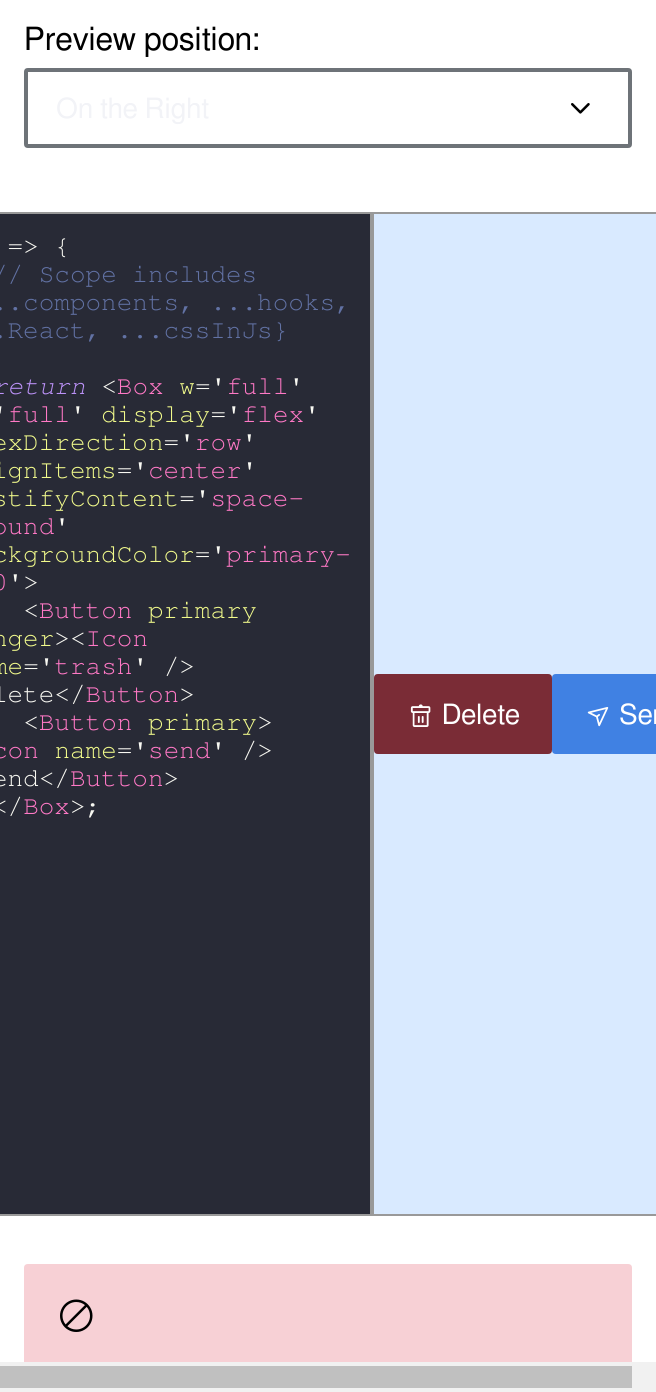 Preview position:
On the Right
=> {
// Scope includes
..components, ...hooks,
.React, ...cssInJs}
return <Box w='full'
'full' display='flex'
exDirection='row'
ignItems='center'
stifyContent='space-
ound'
ckgroundColor='primary-
0'>
<Button primary
nger><Icon
me='trash' />
lete</Button>
<Button primary>
con name='send' />
end</Button>
</Box>;
Delete
Ser